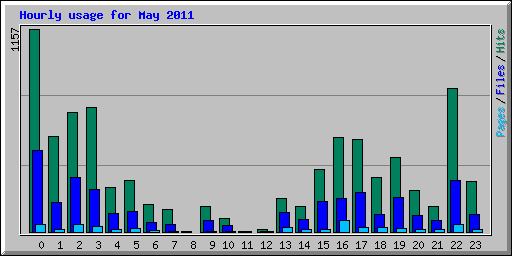 Hourly usage for May 2011
1157
Pages/Files/Hits
0 1 2 3 4 5 6 7 8 9 10 11 12 13 14 15 16 17 18 19 20 21 22 23